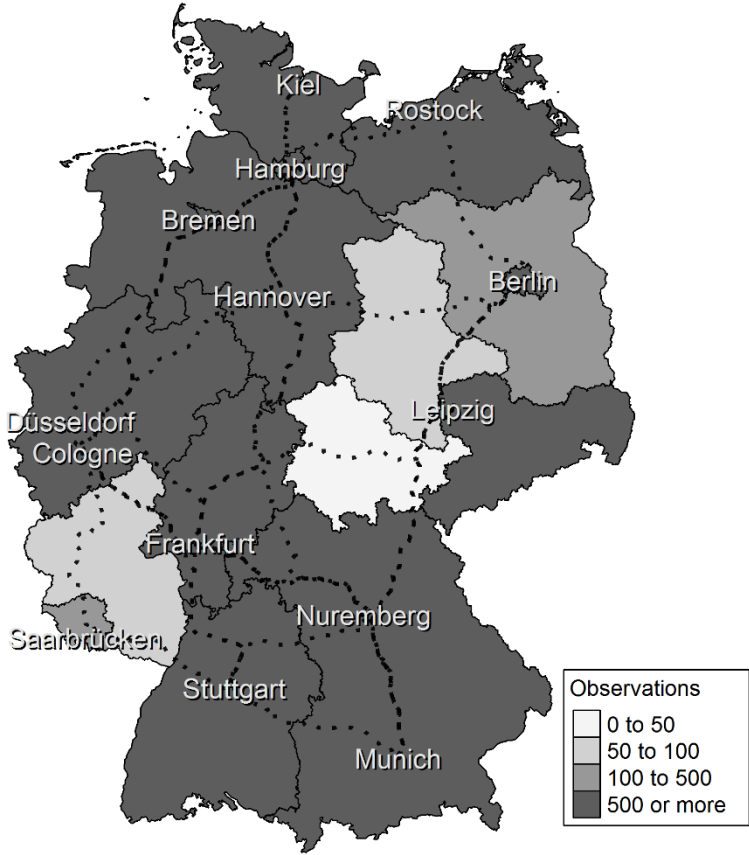 Kiel
Rostock
Hamburg
Bremen
Berlin
Hannover
Leipzig
Düsseldorf
Cologne
Frankfurt
Nuremberg
Saarbrücken
Stuttgart
Munich
Observations
0 to 50
50 to 100
100 to 500
500 or more